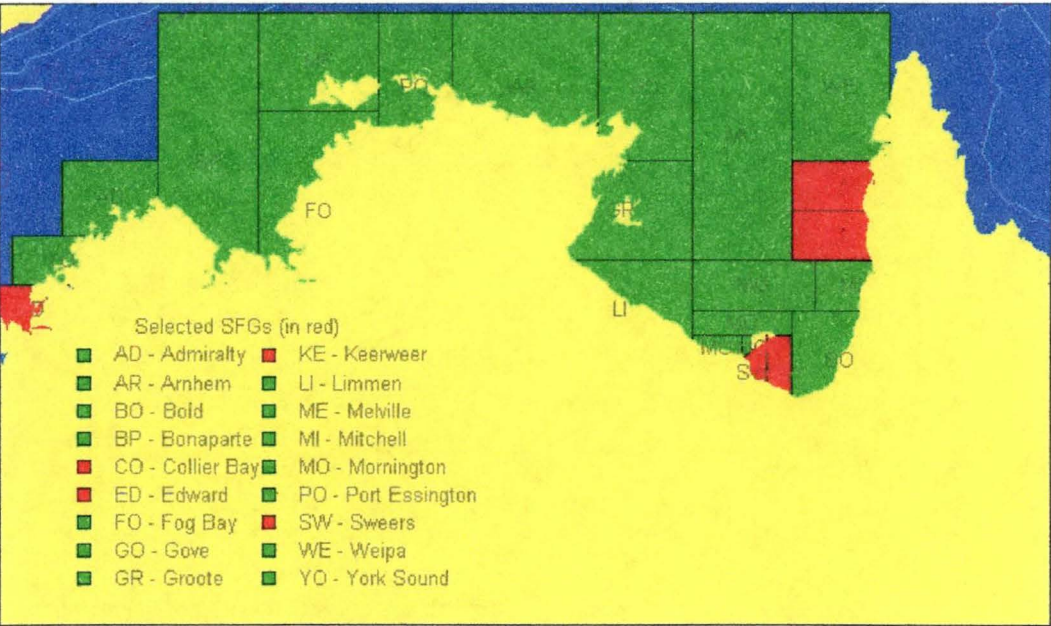 PO
FO
GR
LI
Selected SFGs (in red)
AD - Admiralty
KE - Keerweer
AR - Arnhem
LI - Limmen
BO - Bold
ME - Melville
BP - Bonaparte
MI - Mitchell
CO - Collier Bay
MO - Mornington
ED - Edward
PO - Port Essington
FO - Fog Bay
SW - Sweers
GO - Gove
WE - Weipa
GR - Groote
YO - York Sound